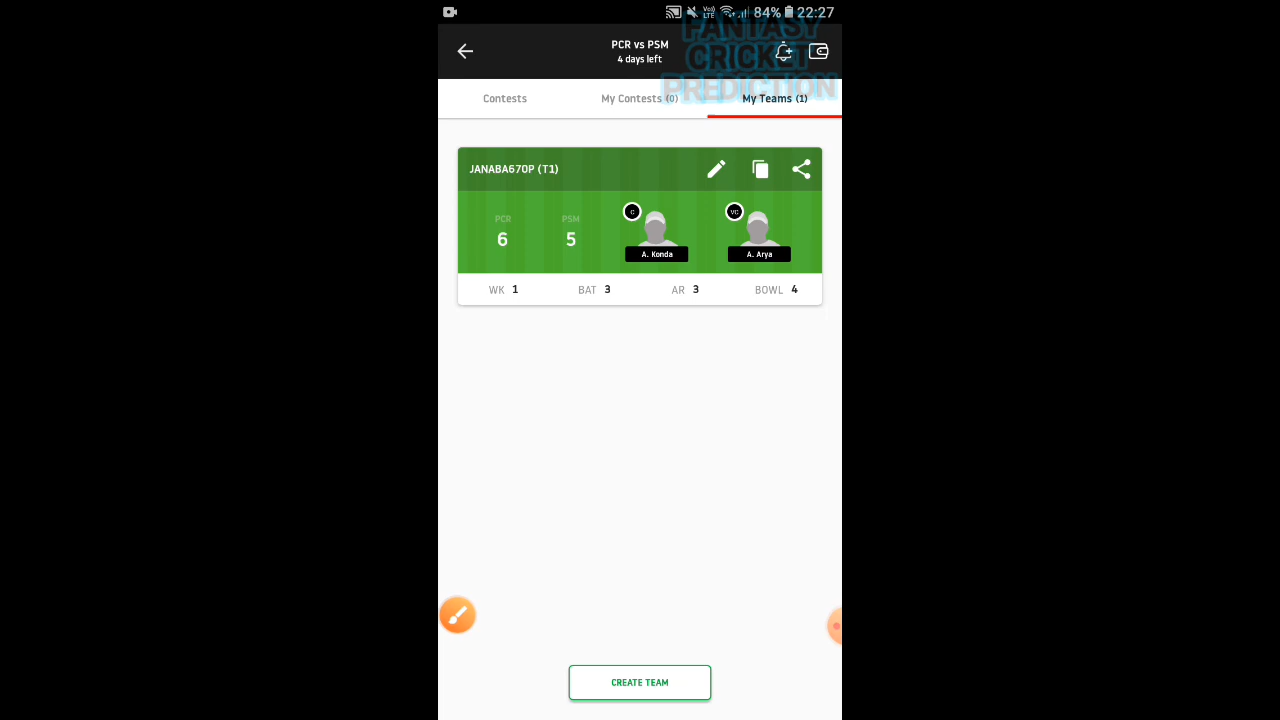 Vo) 84% 22:27
LTE
FANTASY
CRICKET
PREDICTION
PCR vs PSM
4 days left
Contests My Contests (0) My Teams (1)
JANABA670P (T1)
PCR PSM C VC
6 5
A. Konda A. Arya
WK 1 BAT 3 AR 3 BOWL 4
CREATE TEAM